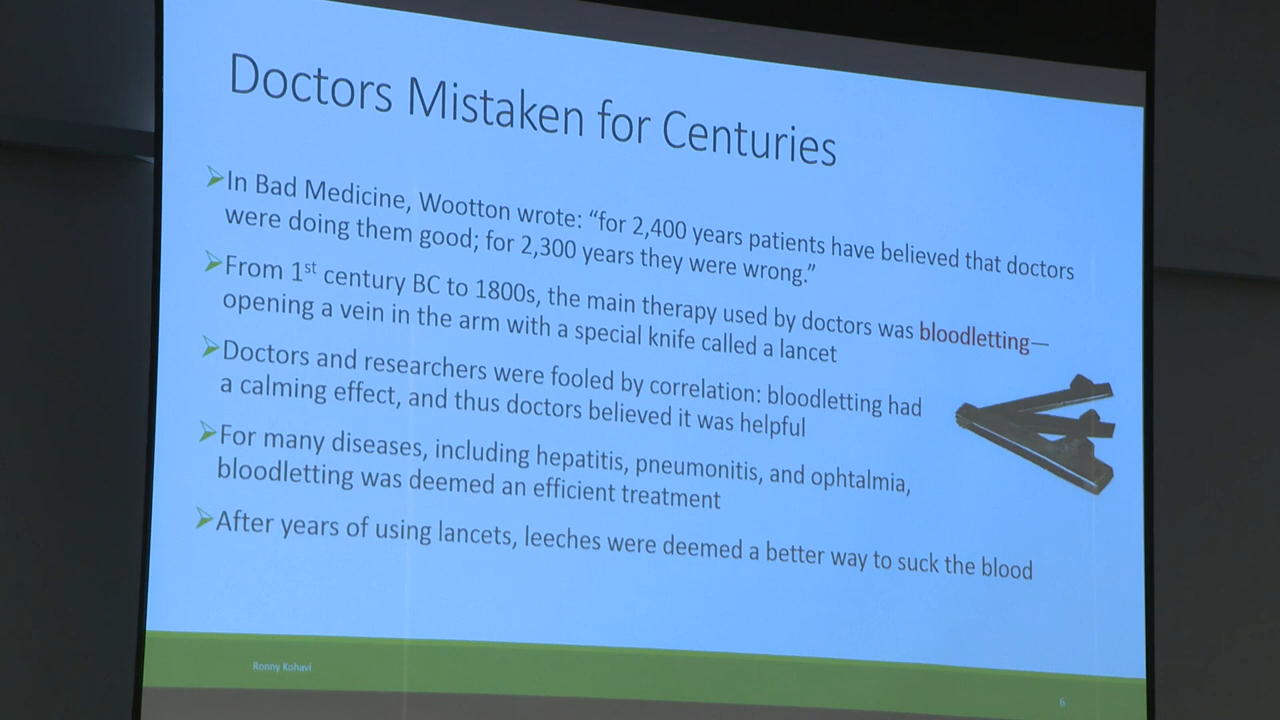 Doctors Mistaken for Centuries
In Bad Medicine, Wootton wrote: “for 2,400 years patients have believed that doctors
were doing them good; for 2,300 years they were wrong.”
From 1st century BC to 1800s, the main therapy used by doctors was bloodletting—
opening a vein in the arm with a special knife called a lancet
Doctors and researchers were fooled by correlation: bloodletting had
a calming effect, and thus doctors believed it was helpful
For many diseases, including hepatitis, pneumonitis, and ophtalmia,
bloodletting was deemed an efficient treatment
After years of using lancets, leeches were deemed a better way to suck the blood
Ronny Kohavi
6